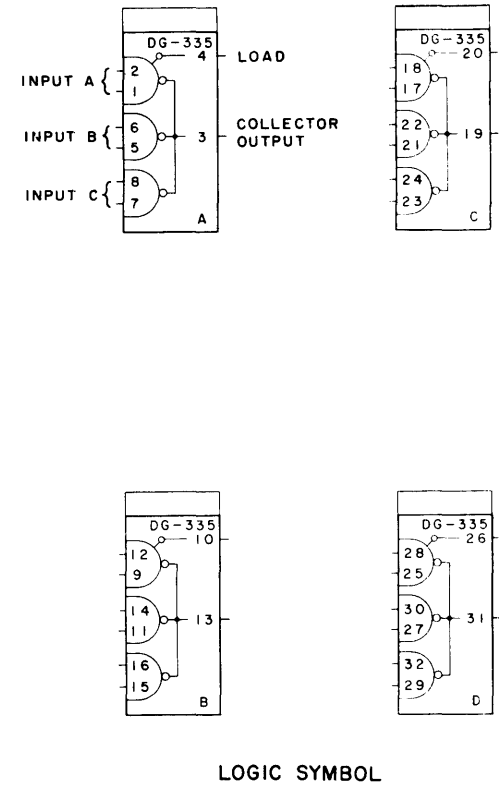 DG-335
4 LOAD
INPUT A { 2
1
INPUT B { 6
5
3 COLLECTOR
OUTPUT
INPUT C { 8
7
A
DG-335
20
18
17
22
21
19
24
23
C
DG-335
10
12
9
14
11
13
16
15
B
DG-335
26
28
25
30
27
31
32
29
D
LOGIC SYMBOL